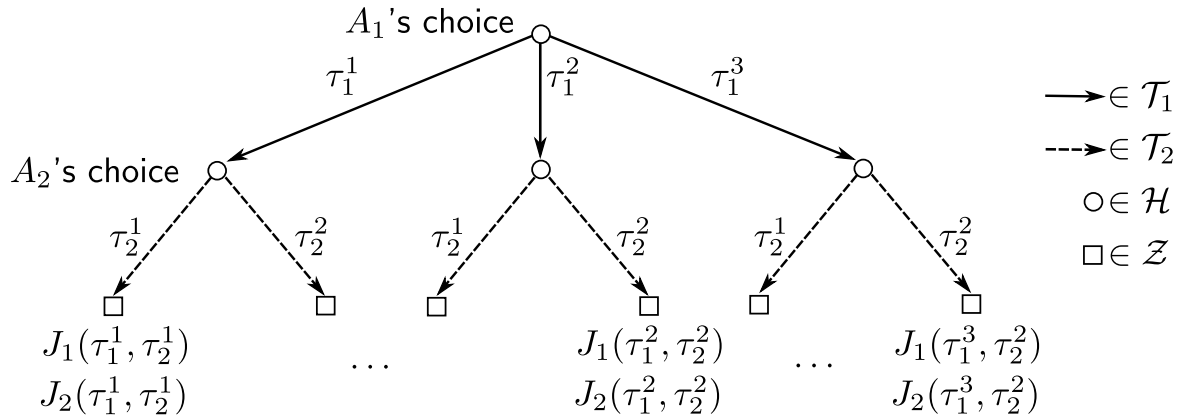 A₁'s choice
τ₁¹ τ₁² τ₁³
∈ 𝒯₁
A₂'s choice
∈ 𝒯₂
∈ ℋ
τ₂¹ τ₂² τ₂¹ τ₂² τ₂¹ τ₂²
∈ 𝒵
J₁(τ₁¹, τ₂¹) J₁(τ₁², τ₂²) J₁(τ₁³, τ₂²)
... ...
J₂(τ₁¹, τ₂¹) J₂(τ₁², τ₂²) J₂(τ₁³, τ₂²)